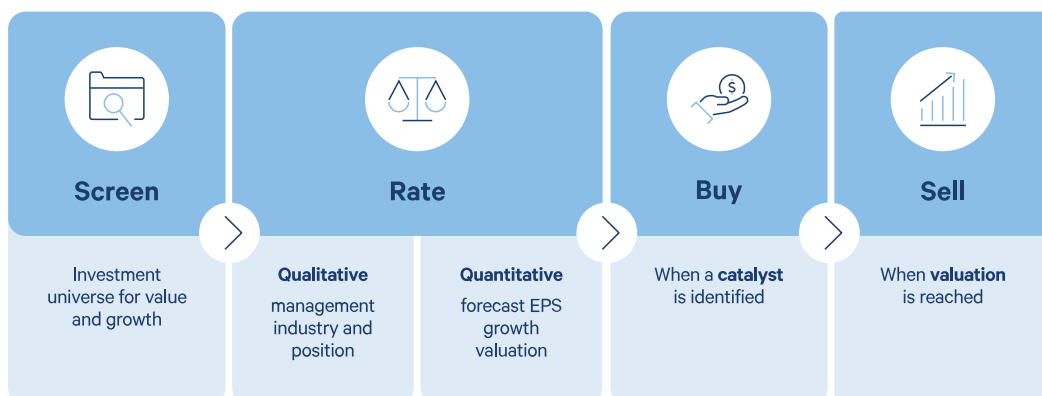 $
Screen
Rate
Buy
Sell
Investment
universe for value
and growth
Qualitative
management
industry and
position
Quantitative
forecast EPS
growth
valuation
When a catalyst
is identified
When valuation
is reached